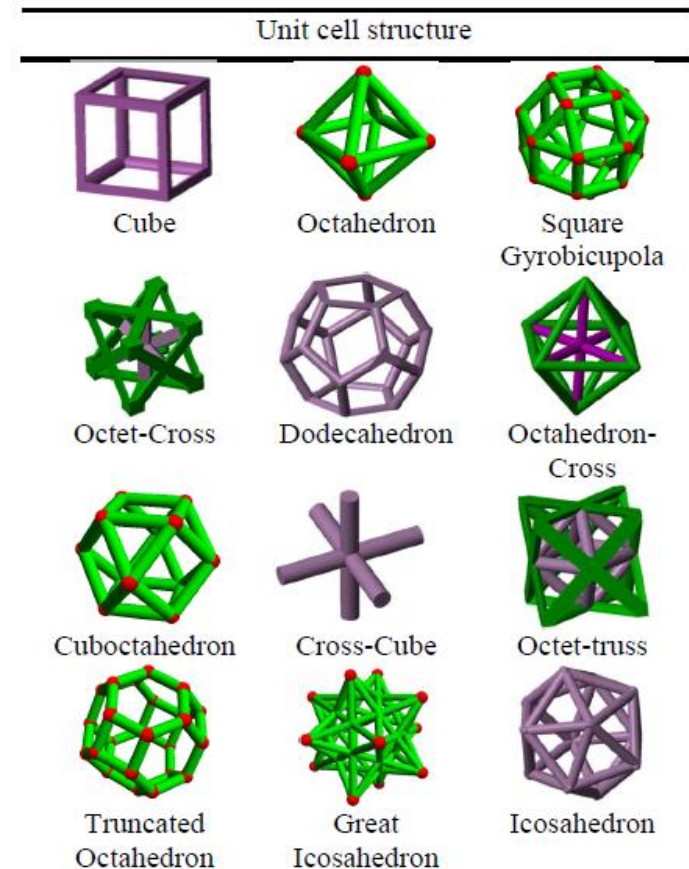 Unit cell structure
Cube
Octahedron
Square
Gyrobicupola
Octet-Cross
Dodecahedron
Octahedron-
Cross
Cuboctahedron
Cross-Cube
Octet-truss
Truncated
Octahedron
Great
Icosahedron
Icosahedron